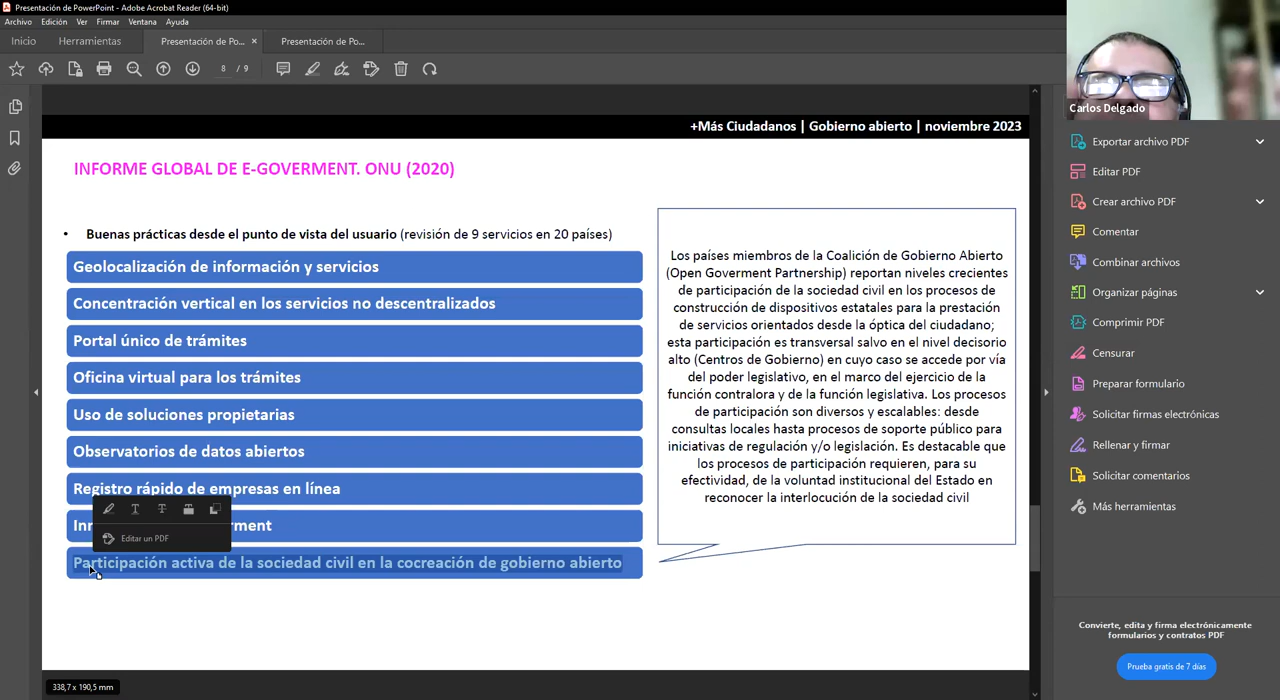 Presentación de PowerPoint - Adobe Acrobat Reader (64-bit)
Archivo Edición Ver Firmar Ventana Ayuda
Inicio Herramientas Presentación de Po... × Presentación de Po...
8 / 9
+Más Ciudadanos | Gobierno abierto | noviembre 2023
INFORME GLOBAL DE E-GOVERMENT. ONU (2020)
• Buenas prácticas desde el punto de vista del usuario (revisión de 9 servicios en 20 países)
Geolocalización de información y servicios
Concentración vertical en los servicios no descentralizados
Portal único de trámites
Oficina virtual para los trámites
Uso de soluciones propietarias
Observatorios de datos abiertos
Registro rápido de empresas en línea
erment
Editar un PDF
Participación activa de la sociedad civil en la cocreación de gobierno abierto
Los países miembros de la Coalición de Gobierno Abierto
(Open Goverment Partnership) reportan niveles crecientes
de participación de la sociedad civil en los procesos de
construcción de dispositivos estatales para la prestación
de servicios orientados desde la óptica del ciudadano;
esta participación es transversal salvo en el nivel decisorio
alto (Centros de Gobierno) en cuyo caso se accede por vía
del poder legislativo, en el marco del ejercicio de la
función contralora y de la función legislativa. Los procesos
de participación son diversos y escalables: desde
consultas locales hasta procesos de soporte público para
iniciativas de regulación y/o legislación. Es destacable que
los procesos de participación requieren, para su
efectividad, de la voluntad institucional del Estado en
reconocer la interlocución de la sociedad civil
338,7 x 190,5 mm
Carlos Delgado
Exportar archivo PDF
Editar PDF
Crear archivo PDF
Comentar
Combinar archivos
Organizar páginas
Comprimir PDF
Censurar
Preparar formulario
Solicitar firmas electrónicas
Rellenar y firmar
Solicitar comentarios
Más herramientas
Convierte, edita y firma electrónicamente
formularios y contratos PDF
Prueba gratis de 7 días